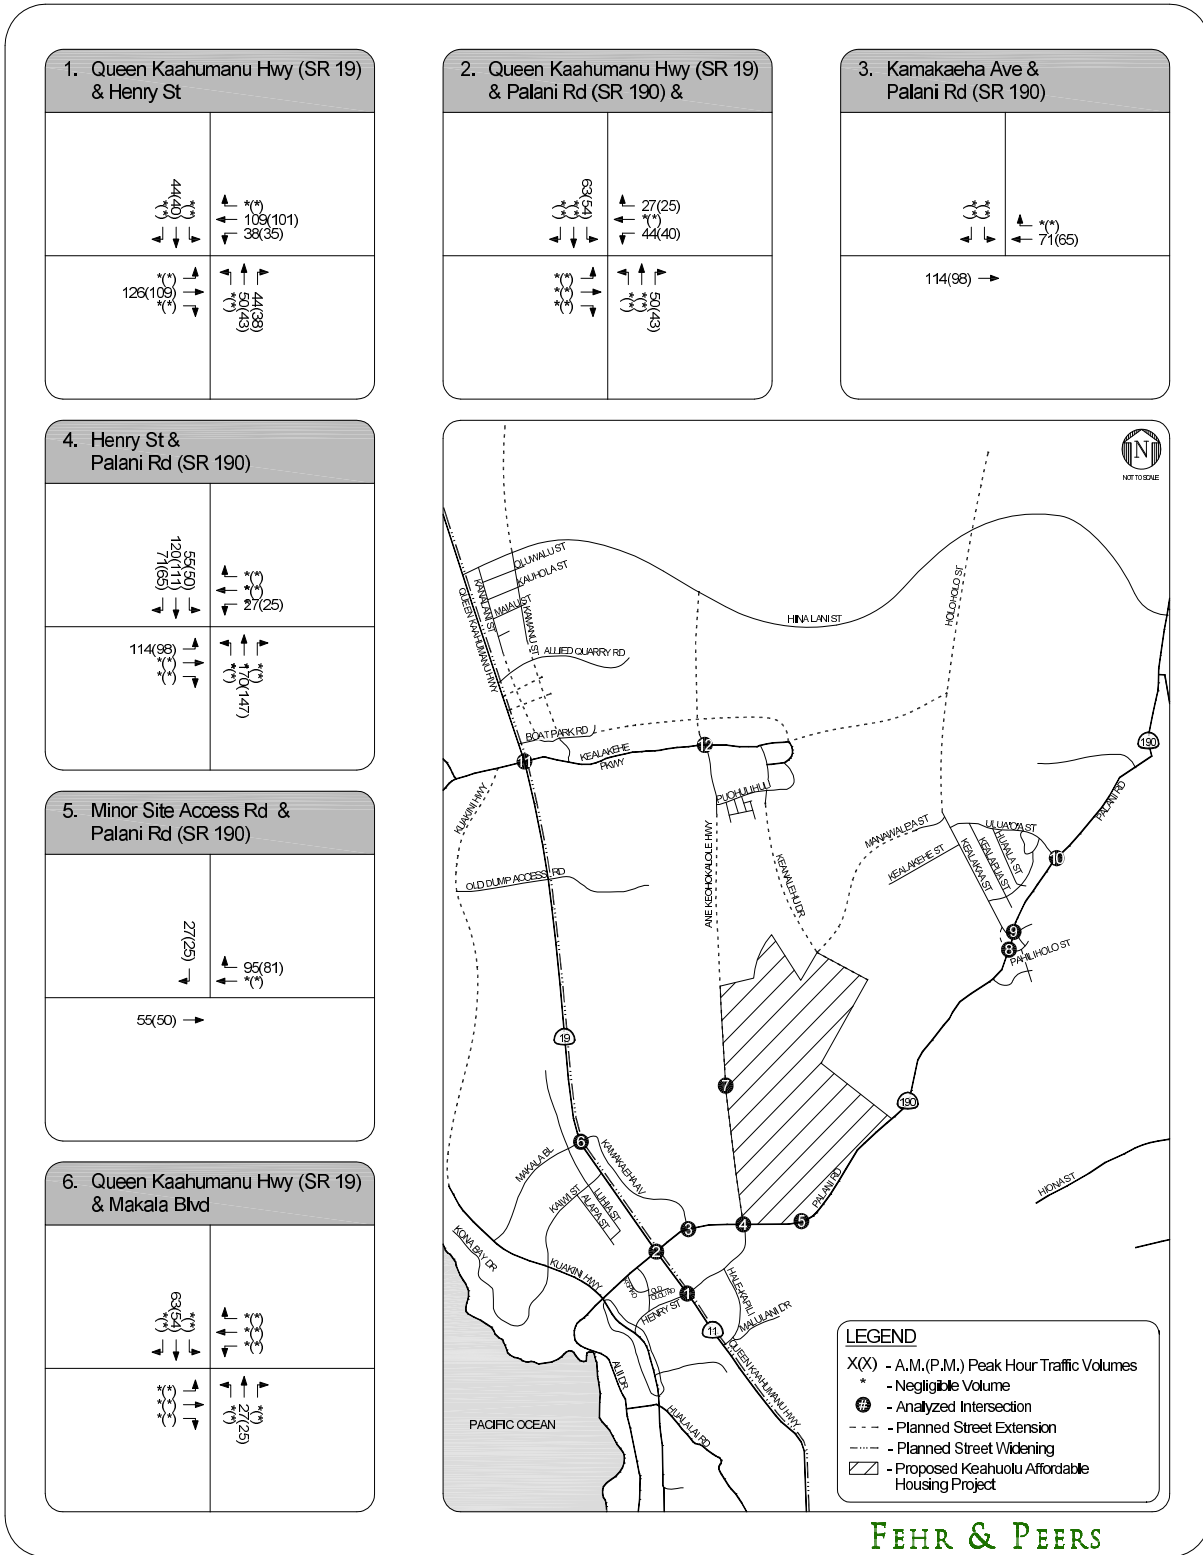 1. Queen Kaahumanu Hwy (SR 19)
& Henry St
44(40)
*(*)
*(*)
*(*)
109(101)
38(35)
*(*)
126(109)
*(*)
44(38)
50(43)
*(*)
2. Queen Kaahumanu Hwy (SR 19)
& Palani Rd (SR 190) &
63(54)
*(*)
*(*)
27(25)
*(*)
44(40)
*(*)
*(*)
*(*)
50(43)
*(*)
*(*)
3. Kamakaeha Ave &
Palani Rd (SR 190)
*(*)
*(*)
*(*)
71(65)
114(98)
4. Henry St &
Palani Rd (SR 190)
55(50)
120(111)
71(65)
*(*)
*(*)
27(25)
114(98)
*(*)
*(*)
*(*)
170(147)
*(*)
5. Minor Site Access Rd &
Palani Rd (SR 190)
27(25)
95(81)
*(*)
55(50)
6. Queen Kaahumanu Hwy (SR 19)
& Makala Blvd
*(*)
63(54)
*(*)
*(*)
*(*)
*(*)
*(*)
*(*)
*(*)
*(*)
27(25)
*(*)
N
NOT TO SCALE
OLUWALU ST
KAUHOLA ST
MAIAU ST
KANALANI ST
KAMANU ST
QUEEN KAAHUMANU HWY
ALLIED QUARRY RD
HINA LANI ST
HOLOHOLO ST
BOAT PARK RD
KEALAKEHE
PKWY
11
12
190
KUAKINI HWY
PUOHULIHULI
ANE KEOHOKALOLE HWY
KEANALEHU DR
MANAWALEA ST
KEALAKEHE ST
ULUAOA ST
HUAALA ST
KEALAPUA ST
KEALAKAA ST
PALANI RD
10
9
8
PAHILIHOLO ST
OLD DUMP ACCESS RD
19
7
190
6
MAKALA BL
KAMAKAEHA AV
KAIWI ST
LUHIA ST
ALAPA ST
PALANI RD
HIONA ST
3
4
5
2
1
KONA BAY DR
KUAKINI HWY
HENRY ST
HALE-KAPILI
MALULANI DR
11
QUEEN KAAHUMANU HWY
ALII DR
HUALALAI RD
PACIFIC OCEAN
LEGEND
X(X) - A.M.(P.M.) Peak Hour Traffic Volumes
* - Negligible Volume
# - Analyzed Intersection
- Planned Street Extension
- Planned Street Widening
- Proposed Keahuolu Affordable
Housing Project
FEHR & PEERS